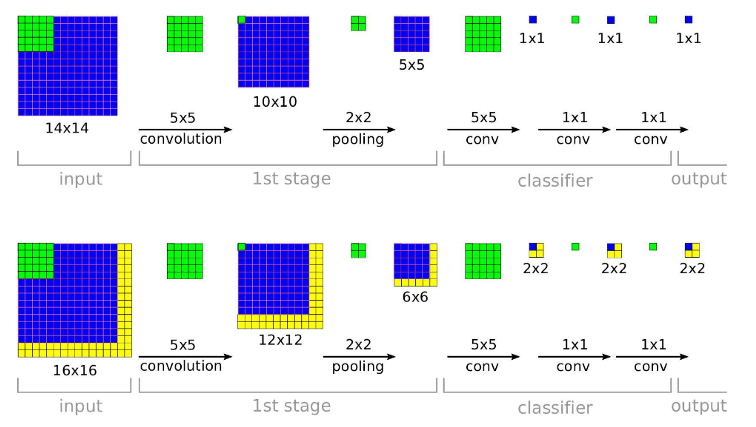 1x1 1x1 1x1
5x5
10x10
14x14
5x5 2x2 5x5 1x1 1x1
convolution pooling conv conv conv
input 1st stage classifier output
2x2 2x2 2x2
6x6
12x12
16x16
5x5 2x2 5x5 1x1 1x1
convolution pooling conv conv conv
input 1st stage classifier output